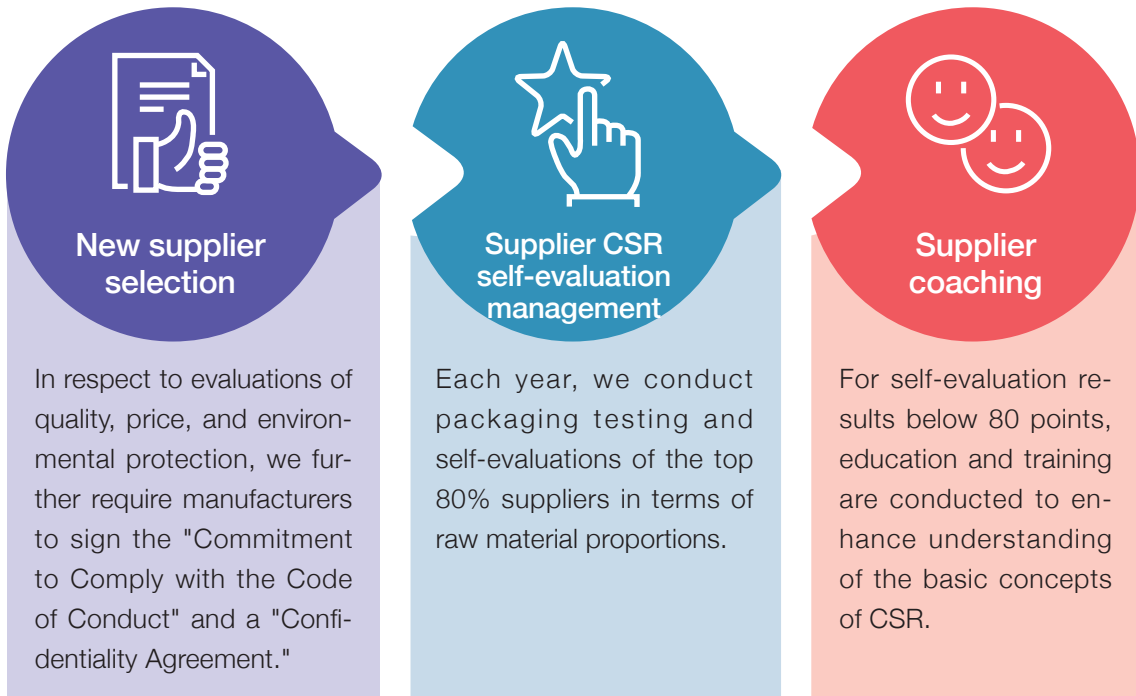 New supplier
selection
In respect to evaluations of
quality, price, and environ-
mental protection, we fur-
ther require manufacturers
to sign the "Commitment
to Comply with the Code
of Conduct" and a "Confi-
dentiality Agreement."
Supplier CSR
self-evaluation
management
Each year, we conduct
packaging testing and
self-evaluations of the top
80% suppliers in terms of
raw material proportions.
Supplier
coaching
For self-evaluation re-
sults below 80 points,
education and training
are conducted to en-
hance understanding
of the basic concepts
of CSR.